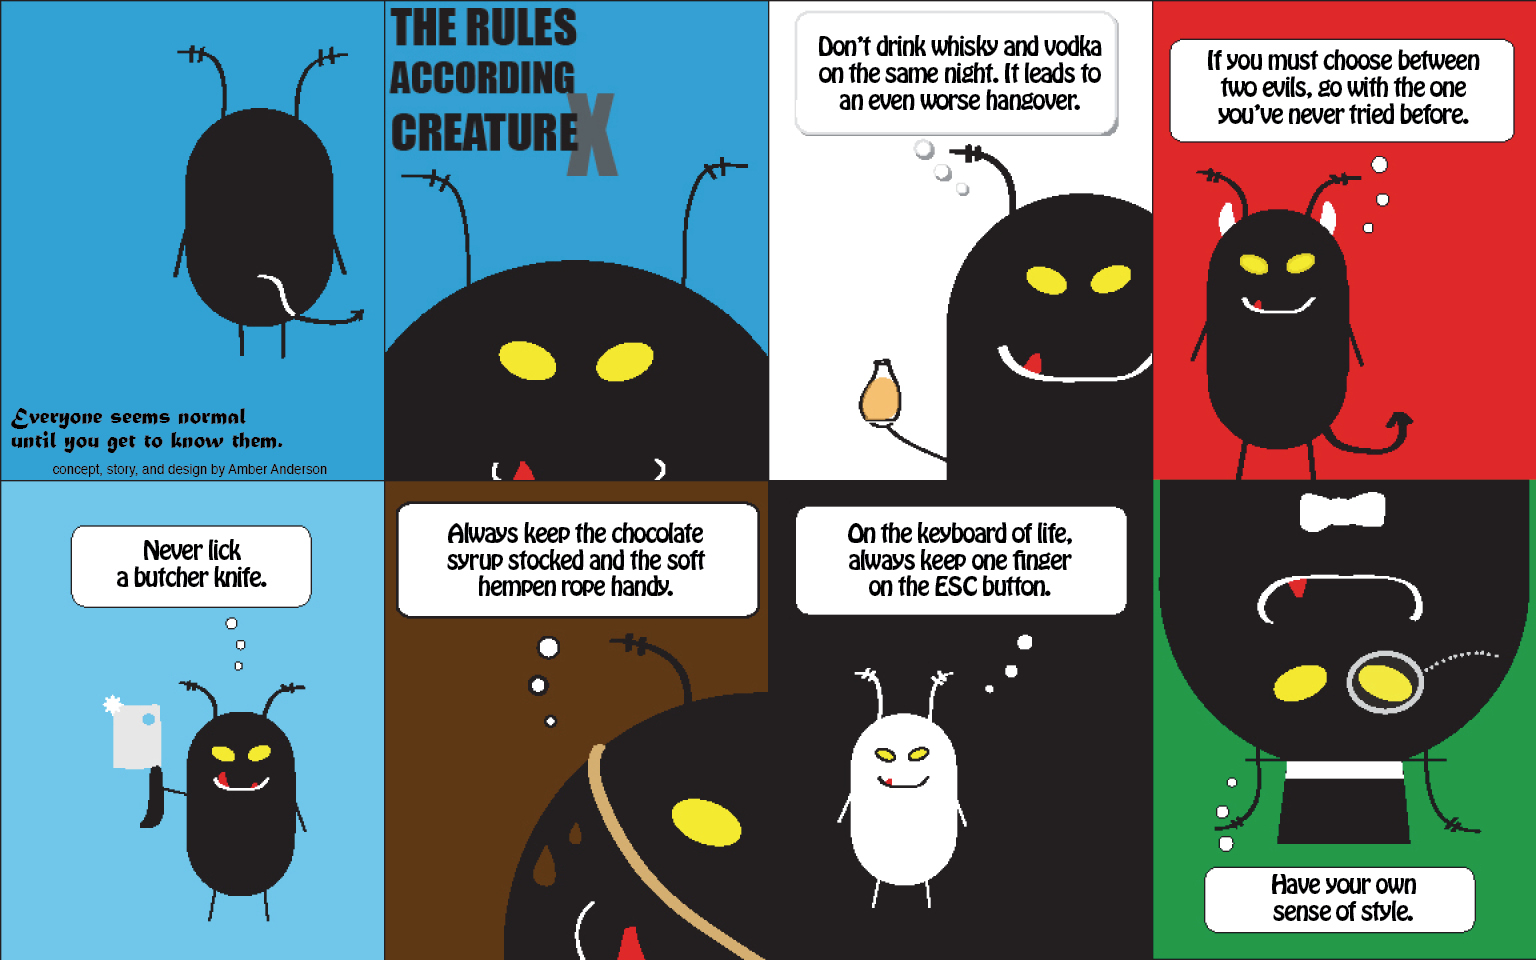 Everyone seems normal
until you get to know them.
concept, story, and design by Amber Anderson
THE RULES
ACCORDING
CREATURE X
Don't drink whisky and vodka
on the same night. It leads to
an even worse hangover.
If you must choose between
two evils, go with the one
you've never tried before.
Never lick
a butcher knife.
Always keep the chocolate
syrup stocked and the soft
hempen rope handy.
On the keyboard of life,
always keep one finger
on the ESC button.
Have your own
sense of style.